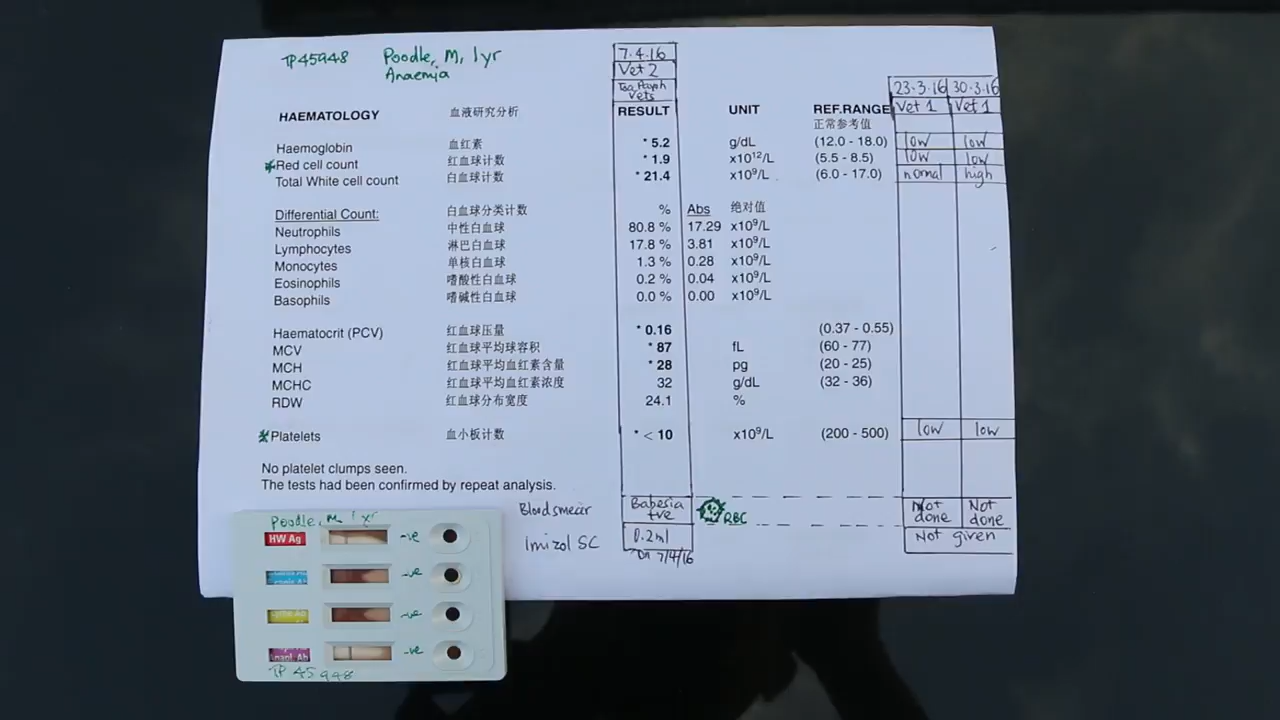 TP45948 Poodle, M, 1yr
Anaemia
7.4.16
Vet 2
Toa Payoh
Vets
23.3.16 30.3.16
Vet 1 Vet 1
HAEMATOLOGY 血液研究分析 RESULT UNIT REF.RANGE
正常参考值
Haemoglobin 血红素 * 5.2 g/dL (12.0 - 18.0) low low
Red cell count 红血球计数 * 1.9 x10¹²/L (5.5 - 8.5) low low
Total White cell count 白血球计数 * 21.4 x10⁹/L (6.0 - 17.0) normal high
Differential Count: 白血球分类计数 % Abs 绝对值
Neutrophils 中性白血球 80.8 % 17.29 x10⁹/L
Lymphocytes 淋巴白血球 17.8 % 3.81 x10⁹/L
Monocytes 单核白血球 1.3 % 0.28 x10⁹/L
Eosinophils 嗜酸性白血球 0.2 % 0.04 x10⁹/L
Basophils 嗜碱性白血球 0.0 % 0.00 x10⁹/L
Haematocrit (PCV) 红血球压量 * 0.16 (0.37 - 0.55)
MCV 红血球平均球容积 * 87 fL (60 - 77)
MCH 红血球平均血红素含量 * 28 pg (20 - 25)
MCHC 红血球平均血红素浓度 32 g/dL (32 - 36)
RDW 红血球分布宽度 24.1 %
Platelets 血小板计数 * < 10 x10⁹/L (200 - 500) low low
No platelet clumps seen.
The tests had been confirmed by repeat analysis.
Blood smear Babesia +ve RBC Not done Not done
Imizol SC 0.2ml Not given
on 7/4/16
Poodle, M, 1yr
HW Ag -ve
-ve
-ve
-ve
TP 45948